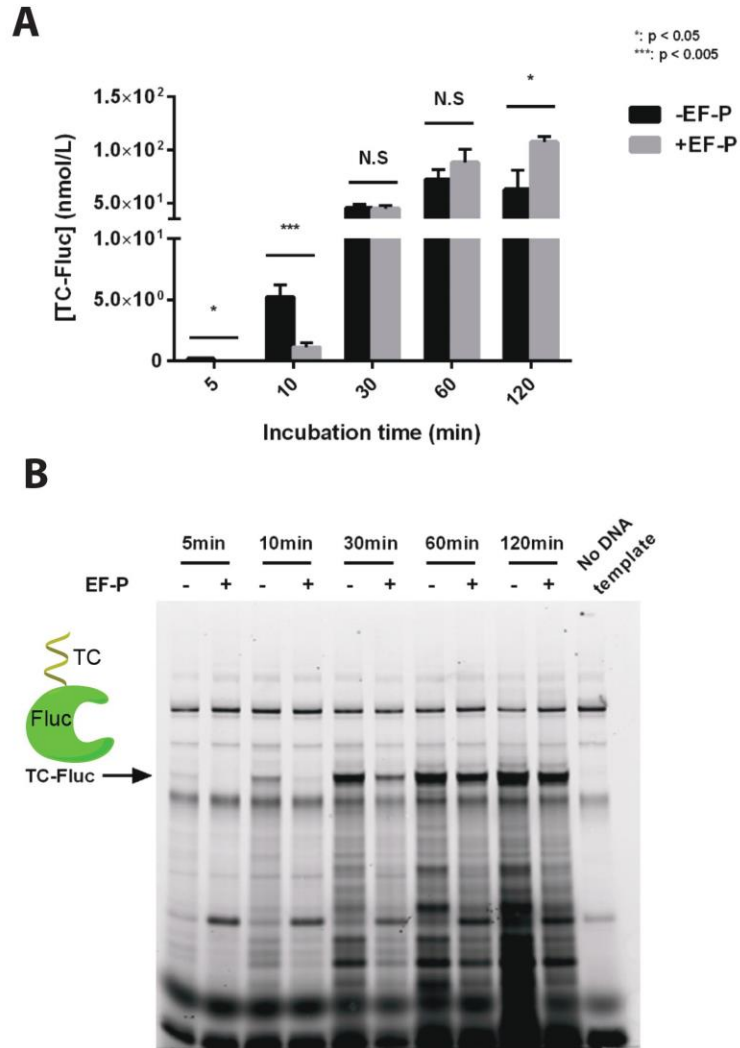 A
*: p < 0.05
***: p < 0.005
-EF-P
+EF-P
[TC-Fluc] (nmol/L)
1.5×10²
1.0×10²
5.0×10¹
1.0×10¹
5.0×10⁰
0
*
***
N.S
N.S
*
5
10
30
60
120
Incubation time (min)
B
5min
10min
30min
60min
120min
No DNA
template
EF-P
- + - + - + - + - +
TC
Fluc
TC-Fluc